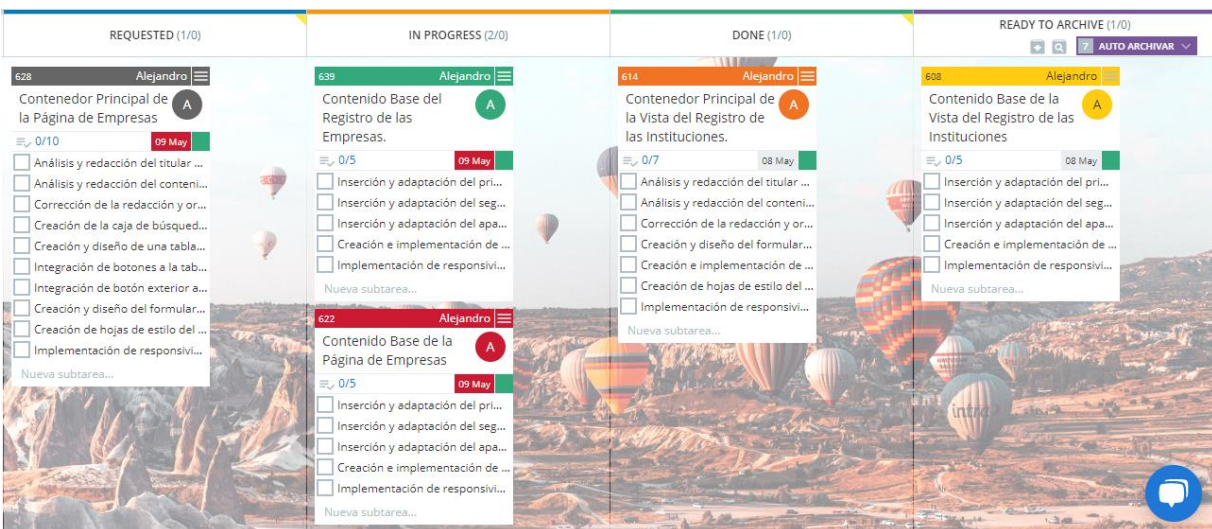 REQUESTED (1/0)
IN PROGRESS (2/0)
DONE (1/0)
READY TO ARCHIVE (1/0)
7 AUTO ARCHIVAR
628 Alejandro
Contenedor Principal de
la Página de Empresas
A
0/10 09 May
Análisis y redacción del titular ...
Análisis y redacción del conteni...
Corrección de la redacción y or...
Creación de la caja de búsqued...
Creación y diseño de una tabla...
Integración de botones a la tab...
Integración de botón exterior a...
Creación y diseño del formular...
Creación de hojas de estilo del ...
Implementación de responsivi...
Nueva subtarea...
639 Alejandro
Contenido Base del
Registro de las
Empresas.
A
0/5 09 May
Inserción y adaptación del pri...
Inserción y adaptación del seg...
Inserción y adaptación del apa...
Creación e implementación de ...
Implementación de responsivi...
Nueva subtarea...
622 Alejandro
Contenido Base de la
Página de Empresas
A
0/5 09 May
Inserción y adaptación del pri...
Inserción y adaptación del seg...
Inserción y adaptación del apa...
Creación e implementación de ...
Implementación de responsivi...
Nueva subtarea...
614 Alejandro
Contenedor Principal de
la Vista del Registro de
las Instituciones.
A
0/7 08 May
Análisis y redacción del titular ...
Análisis y redacción del conteni...
Corrección de la redacción y or...
Creación y diseño del formular...
Creación e implementación de ...
Creación de hojas de estilo del ...
Implementación de responsivi...
Nueva subtarea...
608 Alejandro
Contenido Base de la
Vista del Registro de las
Instituciones
A
0/5 08 May
Inserción y adaptación del pri...
Inserción y adaptación del seg...
Inserción y adaptación del apa...
Creación e implementación de ...
Implementación de responsivi...
Nueva subtarea...